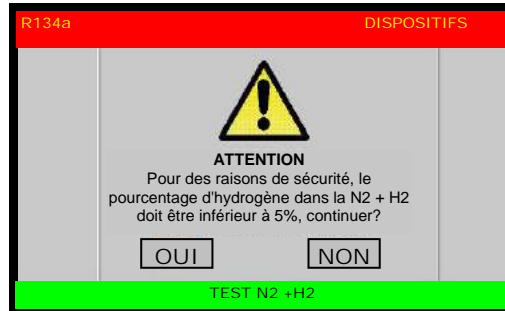 R134a DISPOSITIFS
ATTENTION
Pour des raisons de sécurité, le
pourcentage d'hydrogène dans la N2 + H2
doit être inférieur à 5%, continuer?
OUI NON
TEST N2 +H2